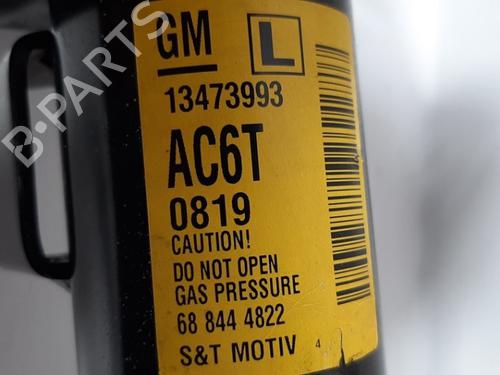 B-PARTS
GM L
13473993
AC6T
0819
CAUTION!
DO NOT OPEN
GAS PRESSURE
68 844 4822
S&T MOTIV 4